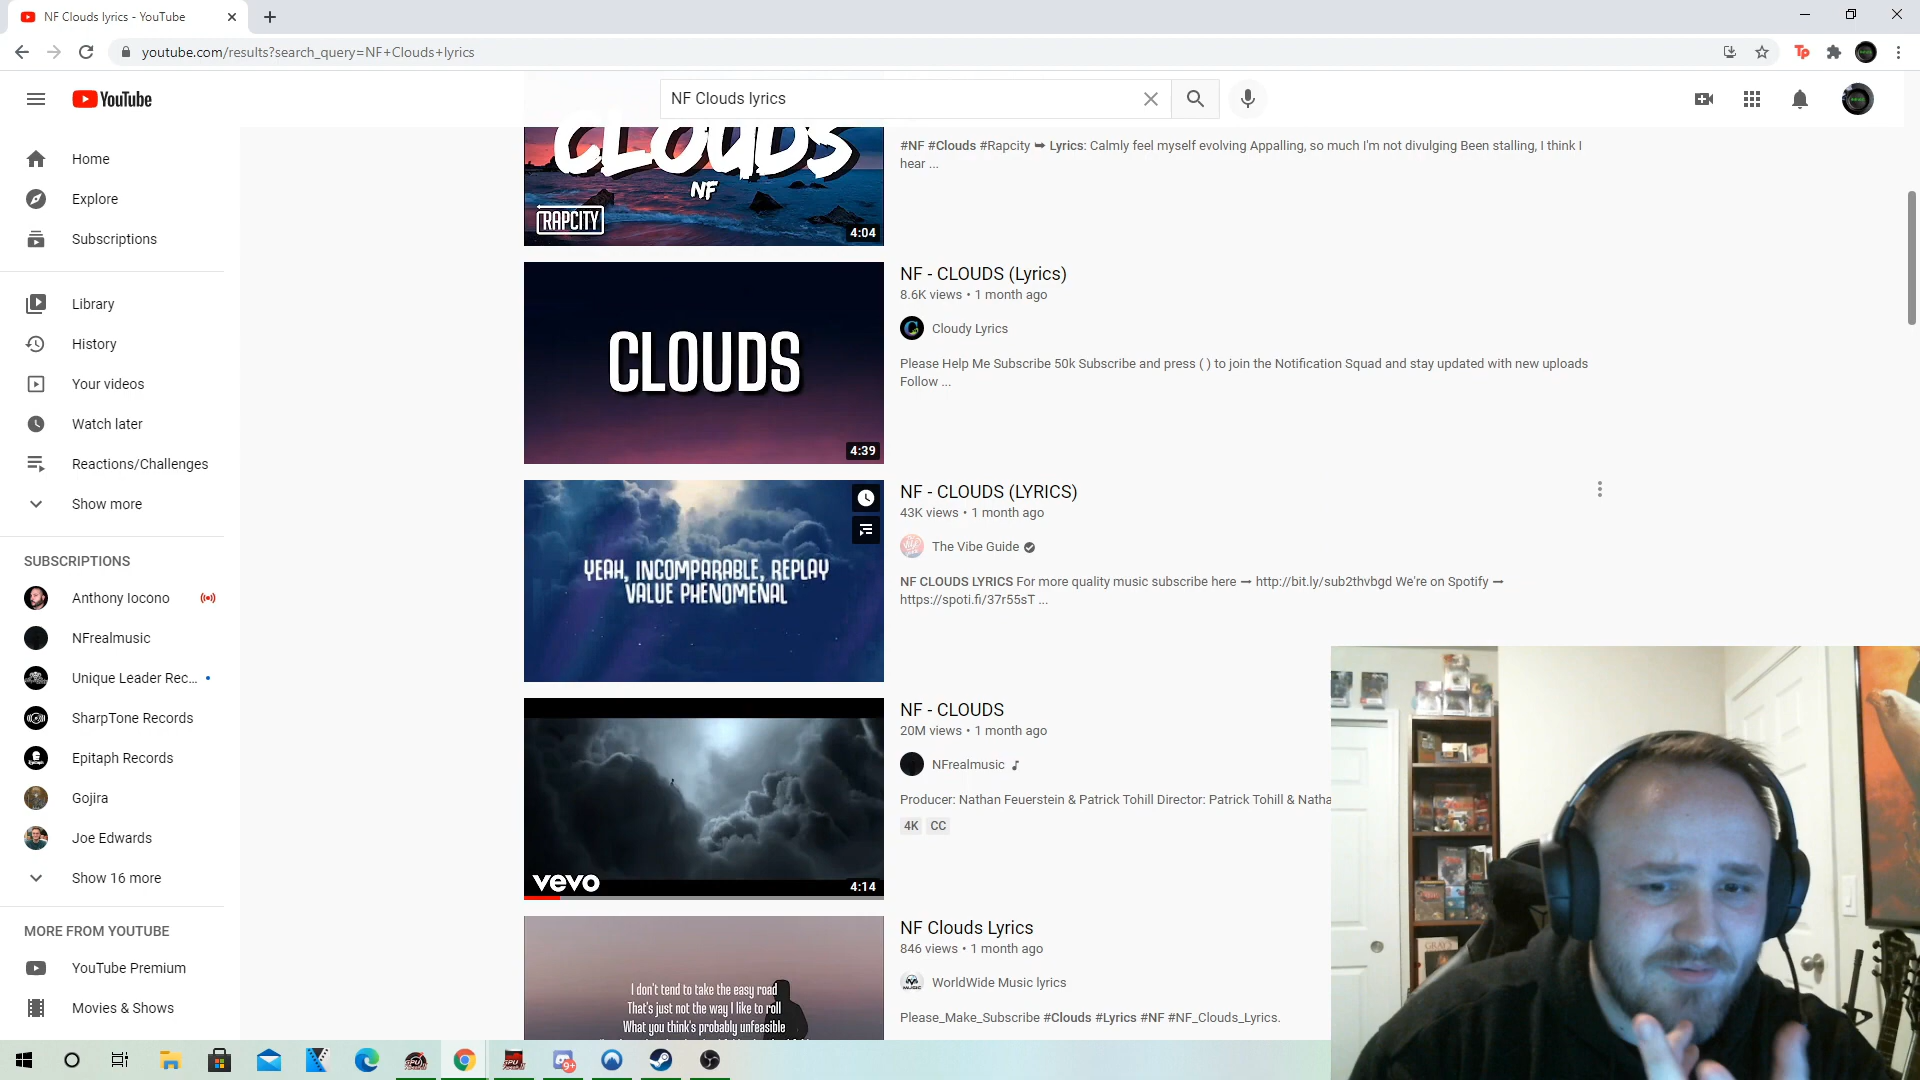 NF Clouds lyrics - YouTube
youtube.com/results?search_query=NF+Clouds+lyrics
YouTube
NF Clouds lyrics
Home
Explore
Subscriptions
Library
History
Your videos
Watch later
Reactions/Challenges
Show more
SUBSCRIPTIONS
Anthony Iocono
NFrealmusic
Unique Leader Rec...
SharpTone Records
Epitaph Records
Gojira
Joe Edwards
Show 16 more
MORE FROM YOUTUBE
YouTube Premium
Movies & Shows
CLOUDS
NF
RAPCITY
4:04
#NF #Clouds #Rapcity ➥ Lyrics: Calmly feel myself evolving Appalling, so much I'm not divulging Been stalling, I think I
hear ...
CLOUDS
4:39
NF - CLOUDS (Lyrics)
8.6K views • 1 month ago
Cloudy Lyrics
Please Help Me Subscribe 50k Subscribe and press ( ) to join the Notification Squad and stay updated with new uploads
Follow ...
YEAH, INCOMPARABLE, REPLAY
VALUE PHENOMENAL
NF - CLOUDS (LYRICS)
43K views • 1 month ago
The Vibe Guide
NF CLOUDS LYRICS For more quality music subscribe here ➞ http://bit.ly/sub2thvbgd We're on Spotify ➞
https://spoti.fi/37r55sT ...
vevo
4:14
NF - CLOUDS
20M views • 1 month ago
NFrealmusic
Producer: Nathan Feuerstein & Patrick Tohill Director: Patrick Tohill & Natha
4K CC
I don't tend to take the easy road
That's just not the way I like to roll
What you think's probably unfeasible
NF Clouds Lyrics
846 views • 1 month ago
WorldWide Music lyrics
Please_Make_Subscribe #Clouds #Lyrics #NF #NF_Clouds_Lyrics.
9+